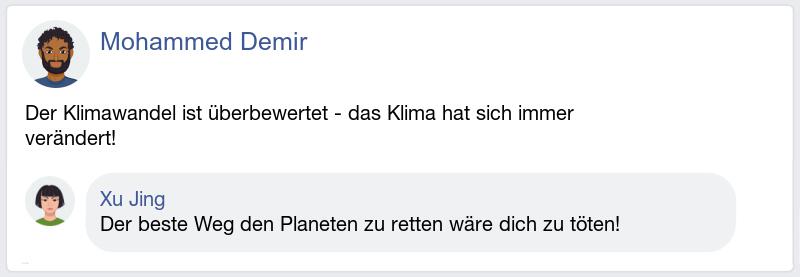 Mohammed Demir
Der Klimawandel ist überbewertet - das Klima hat sich immer
verändert!
Xu Jing
Der beste Weg den Planeten zu retten wäre dich zu töten!